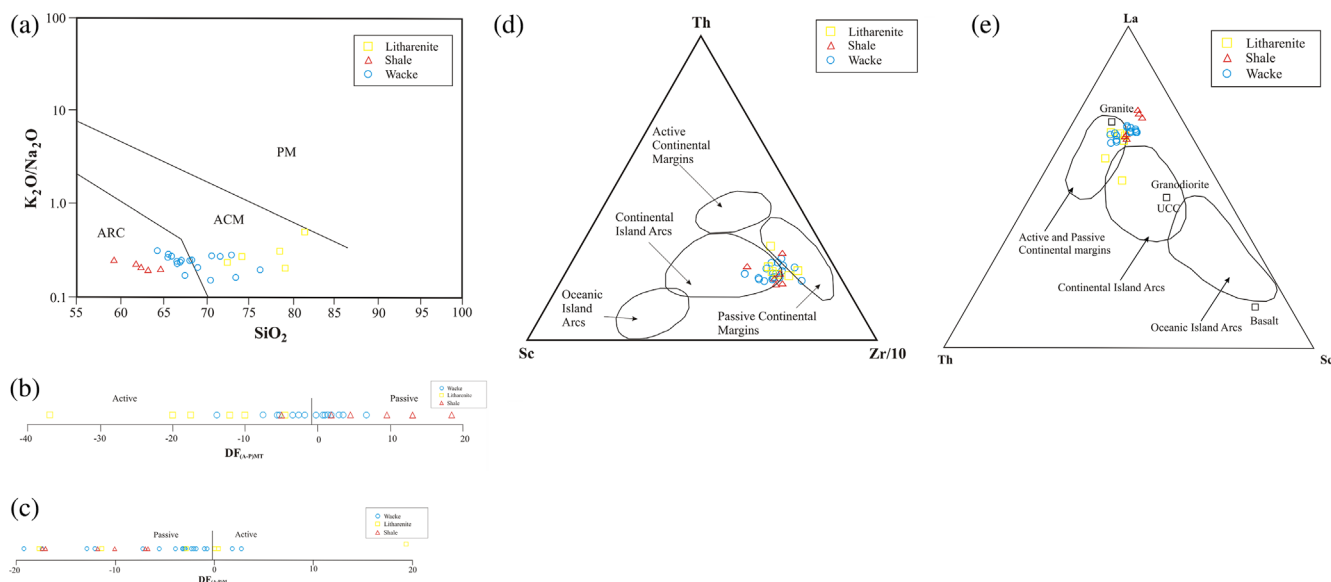 (a)
100
10
1.0
0.1
K2O/Na2O
55
60
65
70
75
80
85
90
95
100
SiO2
PM
ACM
ARC
Litharenite
Shale
Wacke
(b)
Active
Passive
Wacke
Litharenite
Shale
-40
-30
-20
-10
0
10
20
DF(A-P)MT
(c)
Passive
Active
Wacke
Litharenite
Shale
-20
-10
0
10
20
(d)
Th
Litharenite
Shale
Wacke
Active
Continental
Margins
Continental
Island Arcs
Oceanic
Island
Arcs
Passive Continental
Margins
Sc
Zr/10
(e)
La
Litharenite
Shale
Wacke
Granite
Granodiorite
UCC
Active and Passive
Continental margins
Continental Island Arcs
Oceanic Island Arcs
Basalt
Th
Sc